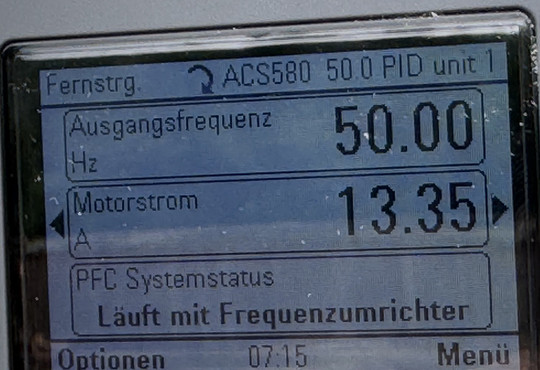 Fernstrg. ACS580 50.0 PID unit 1
Ausgangsfrequenz
Hz
50.00
Motorstrom
A
13.35
PFC Systemstatus
Läuft mit Frequenzumrichter
Optionen 07:15 Menü